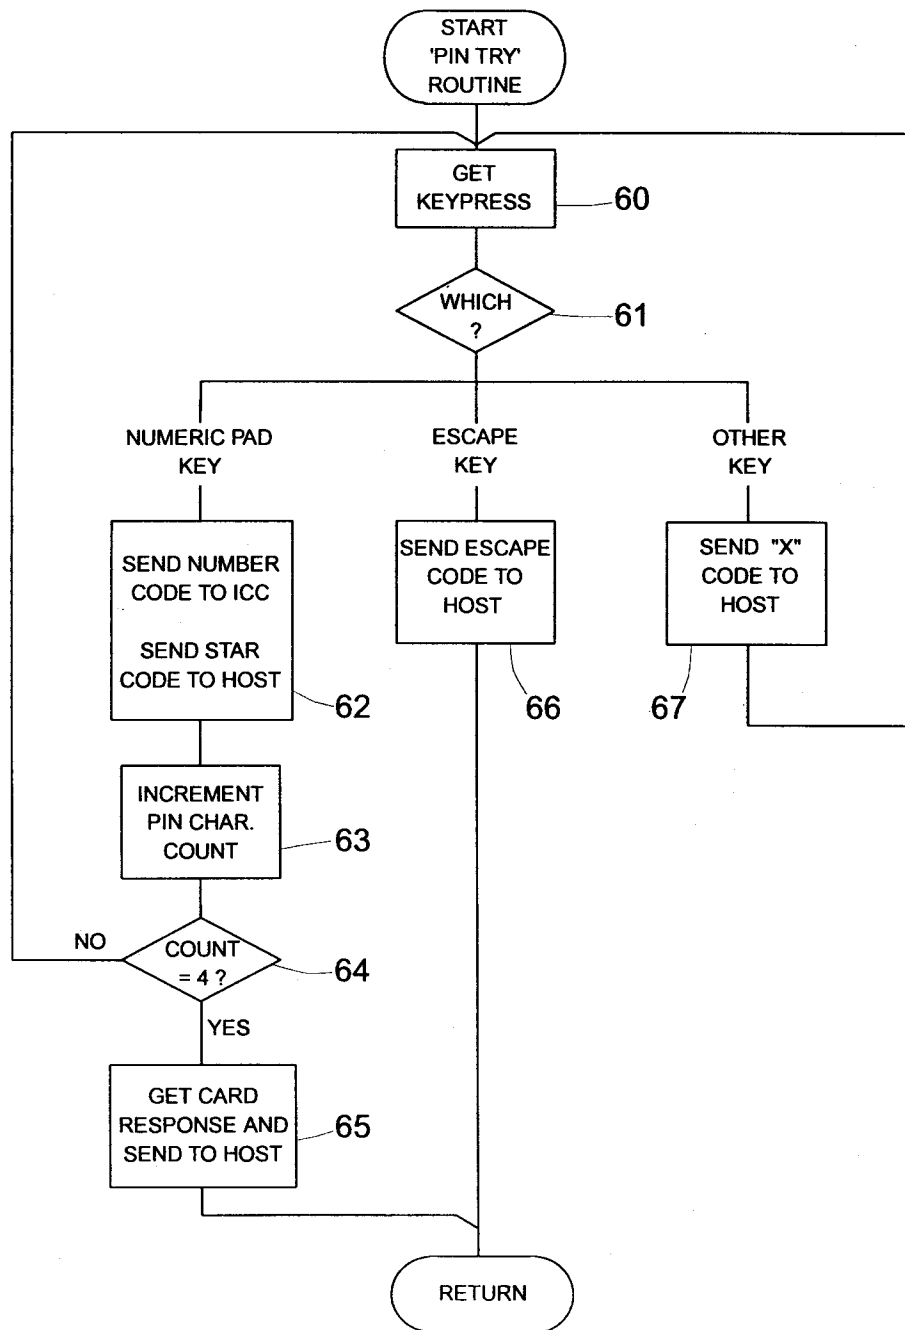 START
'PIN TRY'
ROUTINE
GET
KEYPRESS
60
WHICH
?
61
NUMERIC PAD
KEY
ESCAPE
KEY
OTHER
KEY
SEND NUMBER
CODE TO ICC
SEND STAR
CODE TO HOST
62
SEND ESCAPE
CODE TO
HOST
66
SEND "X"
CODE TO
HOST
67
INCREMENT
PIN CHAR.
COUNT
63
NO
COUNT
= 4 ?
64
YES
GET CARD
RESPONSE AND
SEND TO HOST
65
RETURN